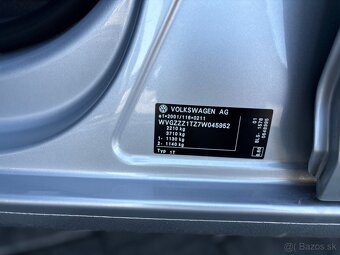 VOLKSWAGEN AG
e1*2001/116*0211
WVGZZZ1TZ7W045952
2210 kg
3710 kg
1- 1130 kg
2- 1140 kg
Typ 1T
Bazos.sk